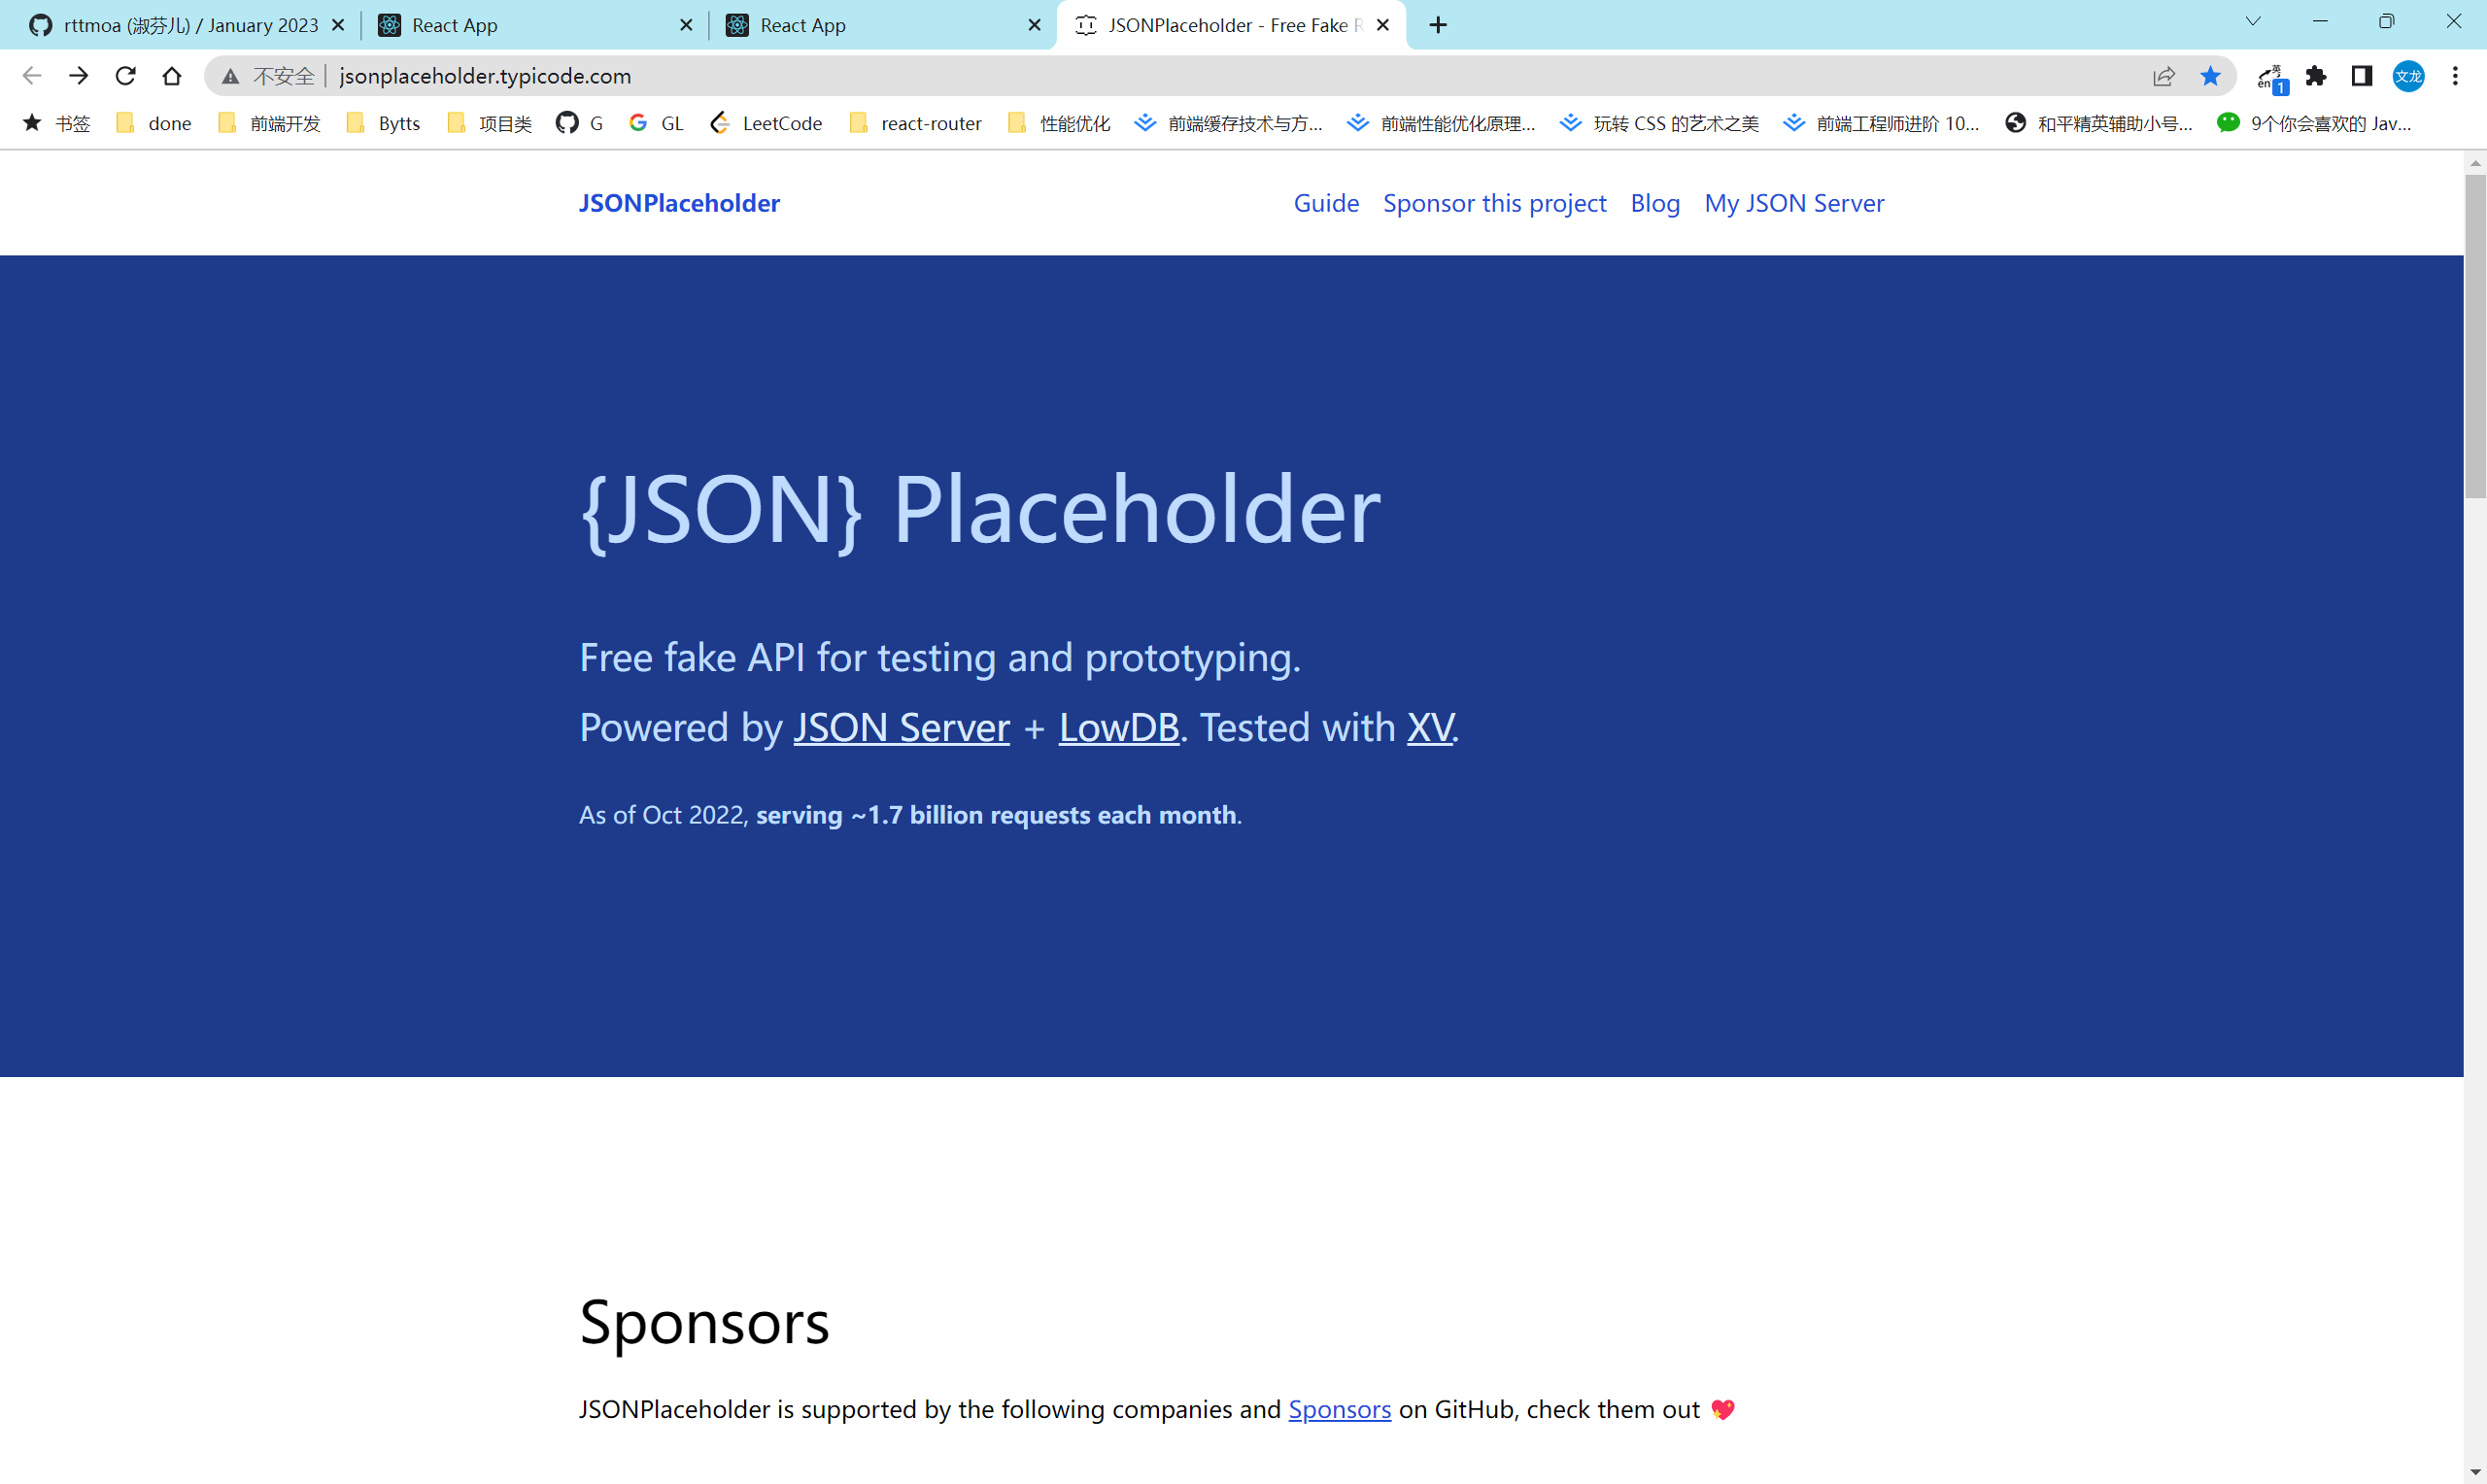 rttmoa (淑芬儿) / January 2023
React App
React App
JSONPlaceholder - Free Fake R
不安全
jsonplaceholder.typicode.com
英
en
1
文龙
书签
done
前端开发
Bytts
项目类
G
GL
LeetCode
react-router
性能优化
前端缓存技术与方...
前端性能优化原理...
玩转 CSS 的艺术之美
前端工程师进阶 10...
和平精英辅助小号...
9个你会喜欢的 Jav...
JSONPlaceholder
Guide Sponsor this project Blog My JSON Server
{JSON} Placeholder
Free fake API for testing and prototyping.
Powered by JSON Server + LowDB. Tested with XV.
As of Oct 2022, serving ~1.7 billion requests each month.
Sponsors
JSONPlaceholder is supported by the following companies and Sponsors on GitHub, check them out 💖